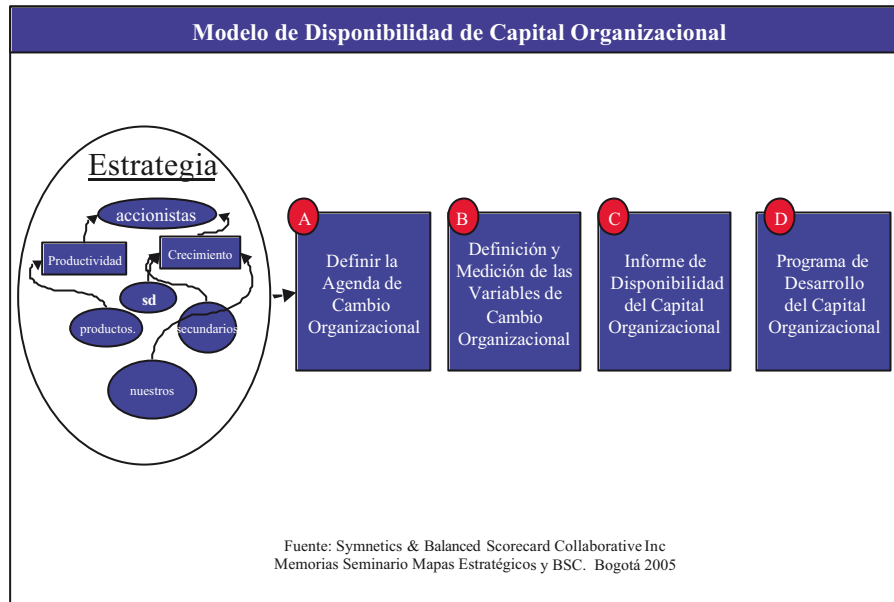 Modelo de Disponibilidad de Capital Organizacional
Estrategia
accionistas
Productividad
Crecimiento
sd
productos.
secundarios
nuestros
A
Definir la
Agenda de
Cambio
Organizacional
B
Definición y
Medición de las
Variables de
Cambio
Organizacional
C
Informe de
Disponibilidad
del Capital
Organizacional
D
Programa de
Desarrollo
del Capital
Organizacional
Fuente: Symnetics & Balanced Scorecard Collaborative Inc
Memorias Seminario Mapas Estratégicos y BSC. Bogotá 2005